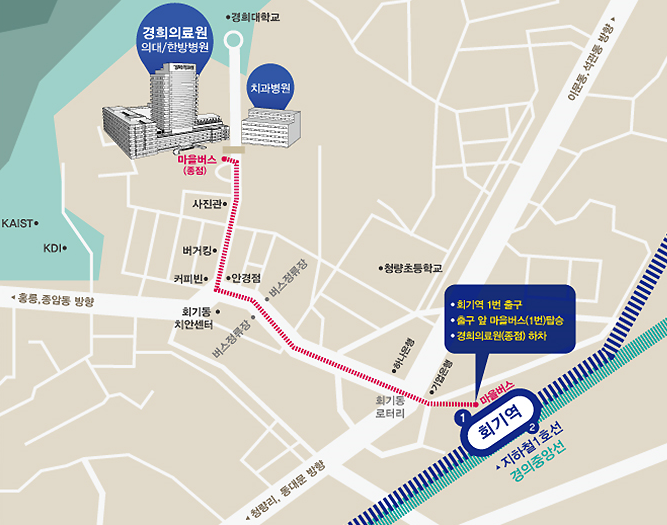 경희대학교
경희의료원
의대/한방병원
치과병원
이문동, 석관동 방향
마을버스
(종점)
사진관
KAIST
KDI
버거킹
커피빈
안경점
버스정류장
청량초등학교
홍릉,종암동 방향
회기동
치안센터
버스정류장
• 회기역 1번 출구
• 출구 앞 마을버스(1번)탑승
• 경희의료원(종점) 하차
하나은행
기업은행
마을버스
회기동
로터리
1
회기역
2
지하철1호선
경의중앙선
청량리, 동대문 방향